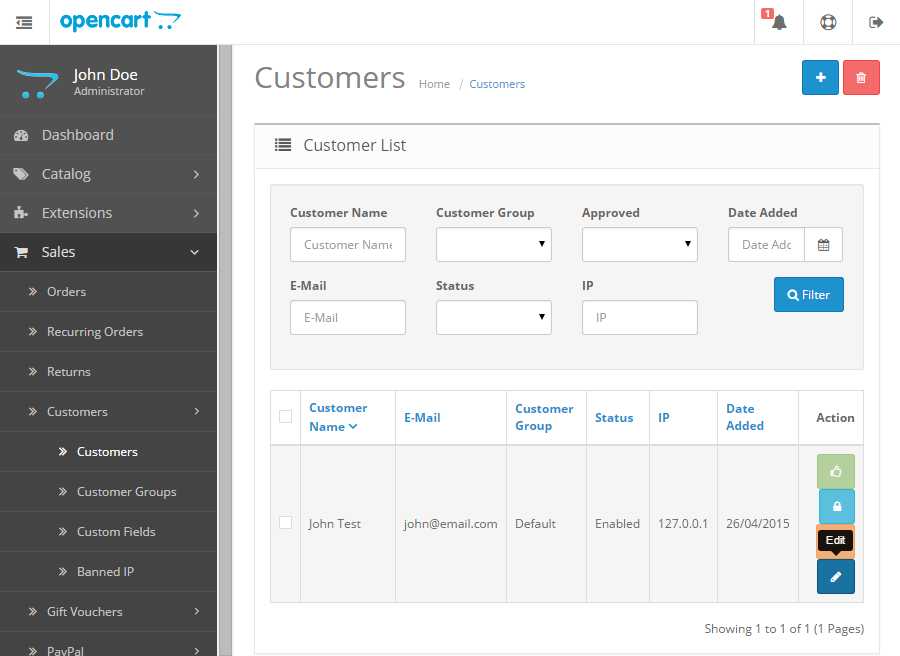 opencart
1
John Doe
Administrator
Dashboard
Catalog
Extensions
Sales
Orders
Recurring Orders
Returns
Customers
Customers
Customer Groups
Custom Fields
Banned IP
Gift Vouchers
PayPal
Customers Home / Customers
Customer List
Customer Name Customer Group Approved Date Added
Customer Name Date Adc
E-Mail Status IP
E-Mail IP Filter
Customer Name E-Mail Customer Group Status IP Date Added Action
John Test john@email.com Default Enabled 127.0.0.1 26/04/2015
Edit
Showing 1 to 1 of 1 (1 Pages)